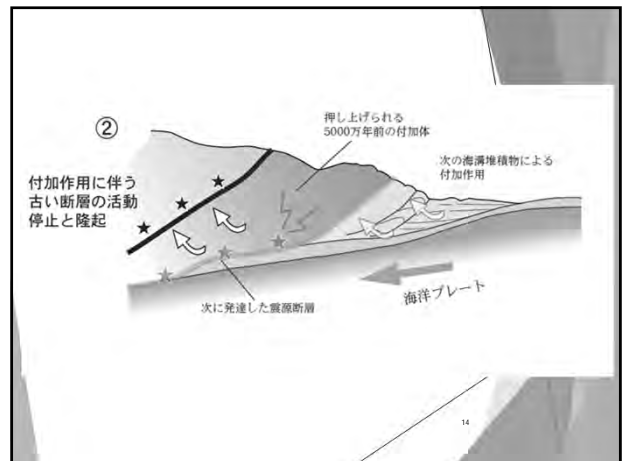 ②
押し上げられる
5000万年前の付加体
次の海溝堆積物による
付加作用
付加作用に伴う
古い断層の活動
停止と隆起
次に発達した震源断層
海洋プレート
14